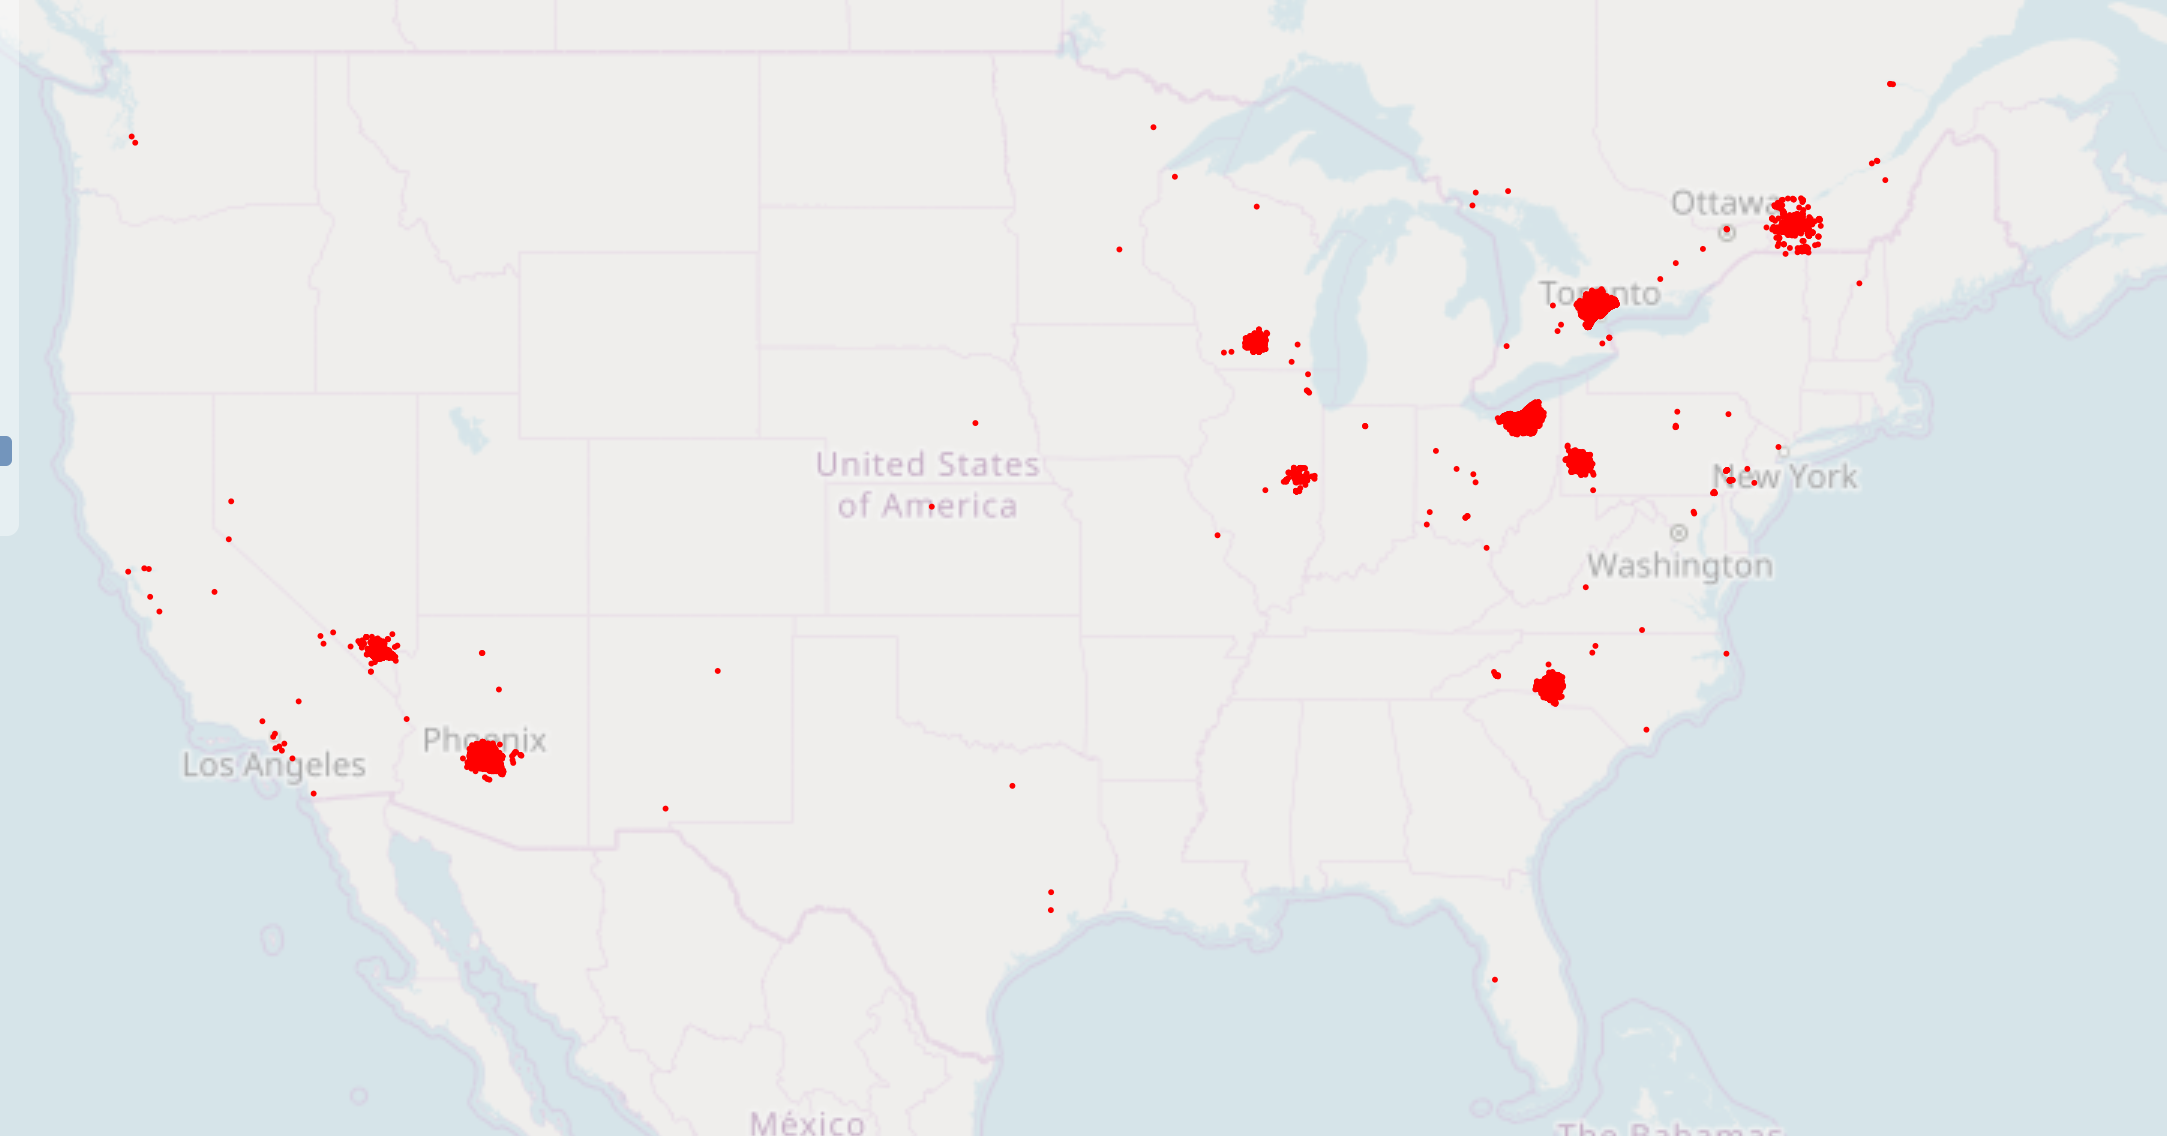 Ottawa
Toronto
United States
of America
New York
Washington
Phoenix
Los Angeles
México
The Bahamas